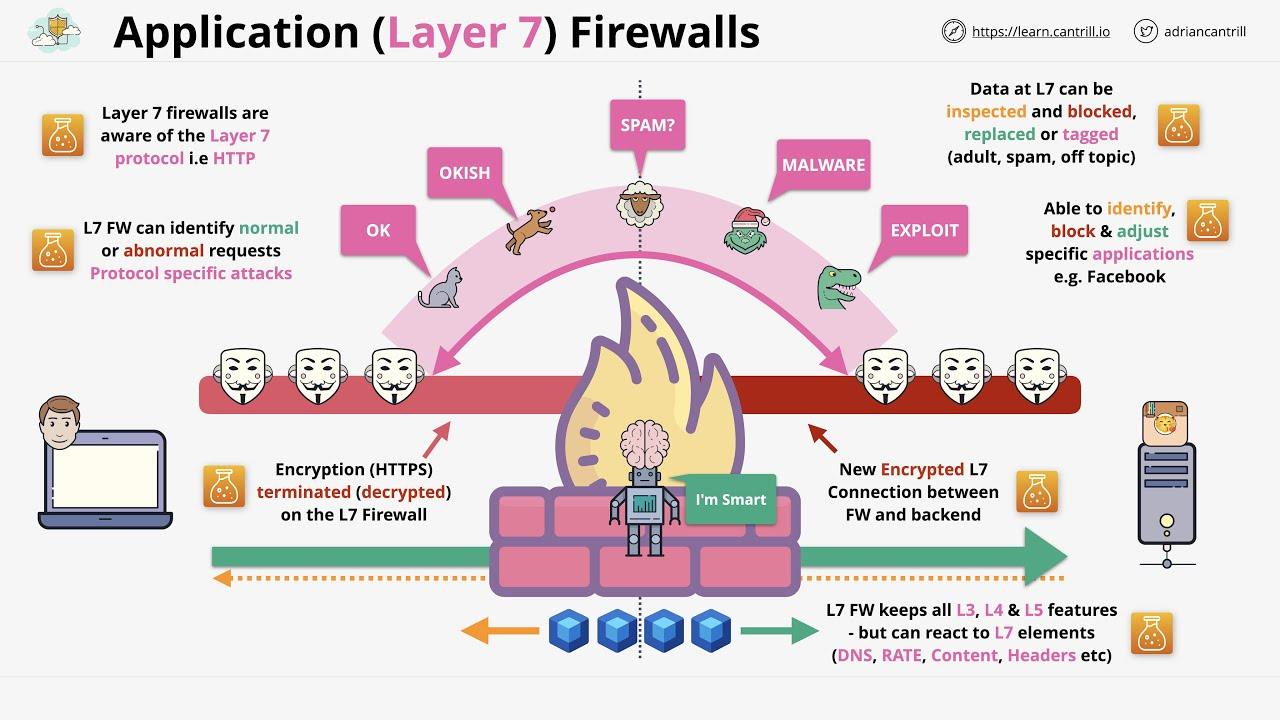 Application (Layer 7) Firewalls
https://learn.cantrill.io
adriancantrill
Layer 7 firewalls are
aware of the Layer 7
protocol i.e HTTP
L7 FW can identify normal
or abnormal requests
Protocol specific attacks
OK
OKISH
SPAM?
MALWARE
EXPLOIT
Data at L7 can be
inspected and blocked,
replaced or tagged
(adult, spam, off topic)
Able to identify,
block & adjust
specific applications
e.g. Facebook
Encryption (HTTPS)
terminated (decrypted)
on the L7 Firewall
I'm Smart
New Encrypted L7
Connection between
FW and backend
L7 FW keeps all L3, L4 & L5 features
- but can react to L7 elements
(DNS, RATE, Content, Headers etc)